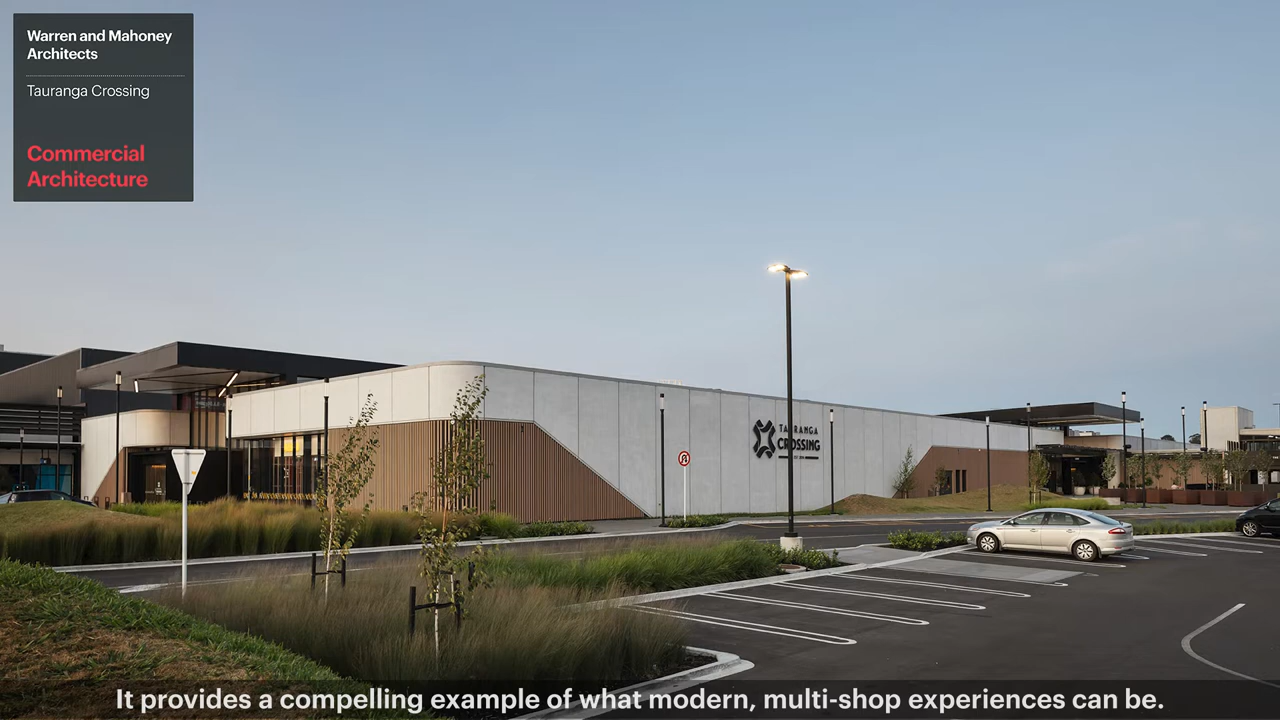 Warren and Mahoney
Architects
Tauranga Crossing
Commercial
Architecture
TAURANGA
CROSSING
It provides a compelling example of what modern, multi-shop experiences can be.